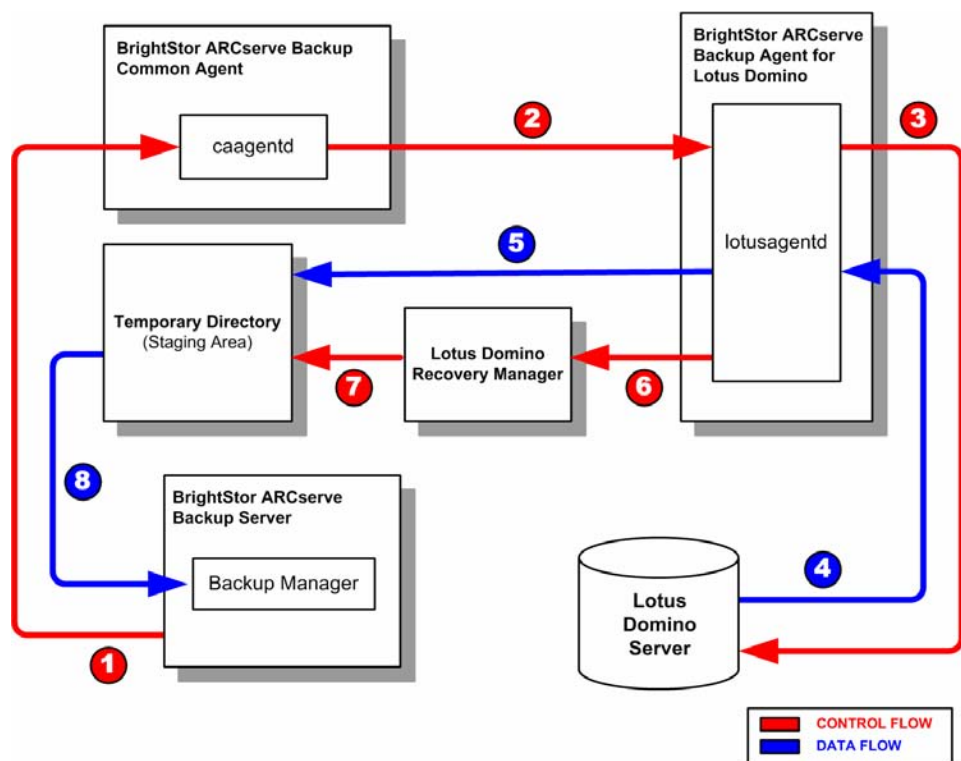 BrightStor ARCserve Backup
Common Agent
caagentd
2
BrightStor ARCserve
Backup Agent for
Lotus Domino
3
lotusagentd
5
Temporary Directory
(Staging Area)
7
Lotus Domino
Recovery Manager
6
8
BrightStor ARCserve
Backup Server
Backup Manager
1
Lotus
Domino
Server
4
CONTROL FLOW
DATA FLOW